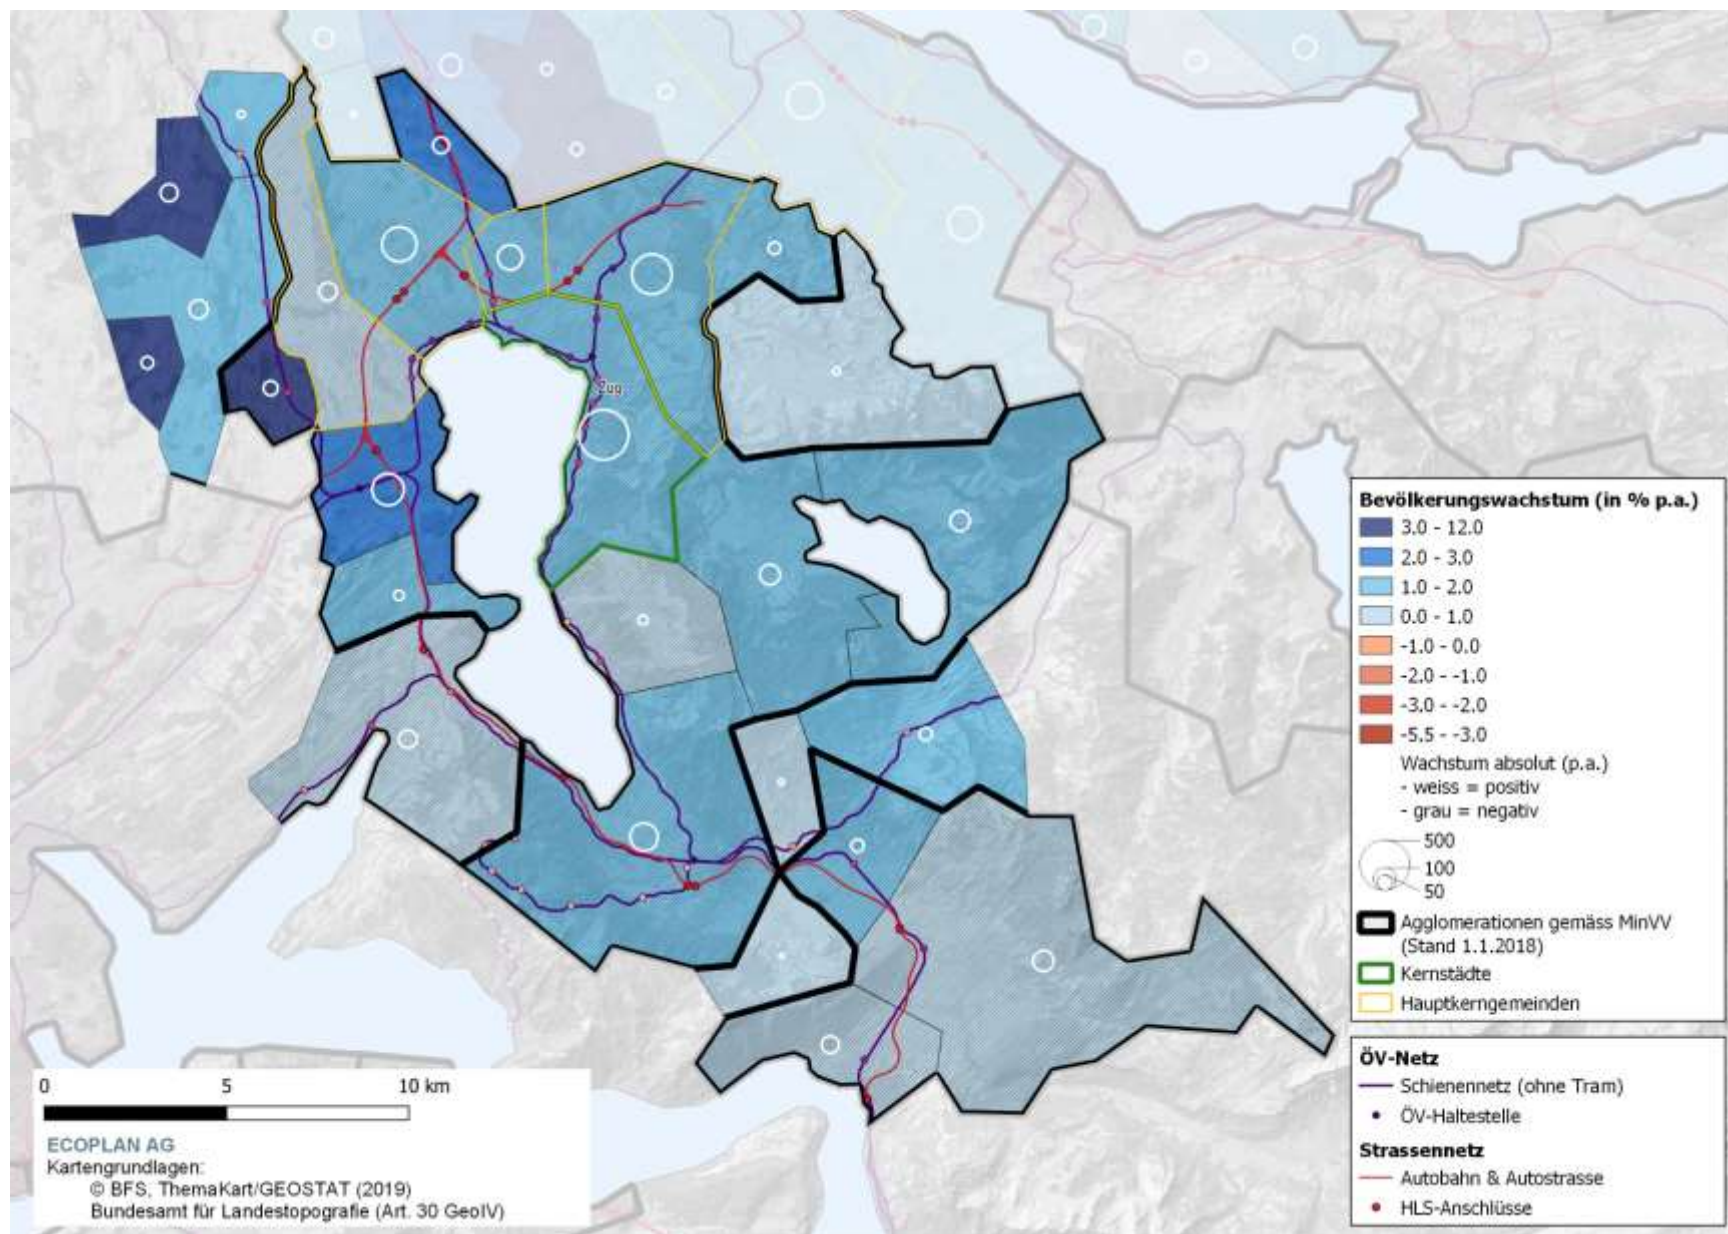 Zug
Bevölkerungswachstum (in % p.a.)
3.0 - 12.0
2.0 - 3.0
1.0 - 2.0
0.0 - 1.0
-1.0 - 0.0
-2.0 - -1.0
-3.0 - -2.0
-5.5 - -3.0
Wachstum absolut (p.a.)
- weiss = positiv
- grau = negativ
500
100
50
Agglomerationen gemäss MinVV
(Stand 1.1.2018)
Kernstädte
Hauptkerngemeinden
ÖV-Netz
Schienennetz (ohne Tram)
ÖV-Haltestelle
Strassennetz
Autobahn & Autostrasse
HLS-Anschlüsse
0 5 10 km
ECOPLAN AG
Kartengrundlagen:
© BFS, ThemaKart/GEOSTAT (2019)
Bundesamt für Landestopografie (Art. 30 GeoIV)